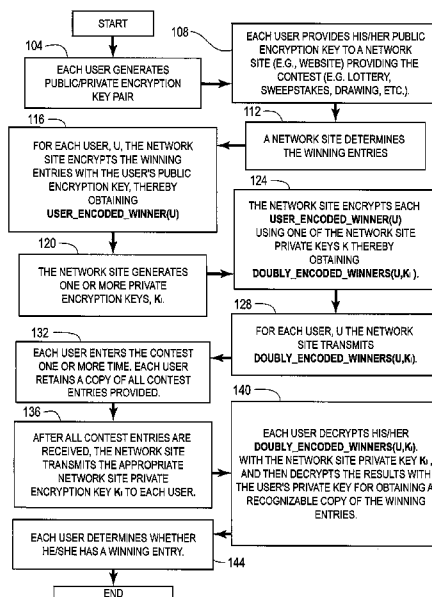 START
104
EACH USER GENERATES
PUBLIC/PRIVATE ENCRYPTION
KEY PAIR
108
EACH USER PROVIDES HIS/HER PUBLIC
ENCRYPTION KEY TO A NETWORK
SITE (E.G., WEBSITE) PROVIDING
THE CONTEST (E.G. LOTTERY,
SWEEPSTAKES, DRAWING, ETC.).
112
A NETWORK SITE DETERMINES
THE WINNING ENTRIES
116
FOR EACH USER, U, THE NETWORK
SITE ENCRYPTS THE WINNING
ENTRIES WITH THE USER'S PUBLIC
ENCRYPTION KEY, THEREBY
OBTAINING
USER_ENCODED_WINNER(U)
120
THE NETWORK SITE GENERATES
ONE OR MORE PRIVATE
ENCRYPTION KEYS, Kᵢ.
124
THE NETWORK SITE ENCRYPTS EACH
USER_ENCODED_WINNER(U)
USING ONE OF THE NETWORK SITE
PRIVATE KEYS K THEREBY
OBTAINING
DOUBLY_ENCODED_WINNERS(U,Kᵢ).
128
FOR EACH USER, U THE NETWORK
SITE TRANSMITS
DOUBLY_ENCODED_WINNERS(U,Kᵢ).
132
EACH USER ENTERS THE CONTEST
ONE OR MORE TIME. EACH USER
RETAINS A COPY OF ALL CONTEST
ENTRIES PROVIDED.
136
AFTER ALL CONTEST ENTRIES ARE
RECEIVED, THE NETWORK SITE
TRANSMITS THE APPROPRIATE
NETWORK SITE PRIVATE
ENCRYPTION KEY Kᵢ TO EACH USER.
140
EACH USER DECRYPTS HIS/HER
DOUBLY_ENCODED_WINNERS(U,Kᵢ).
WITH THE NETWORK SITE PRIVATE KEY Kᵢ,
AND THEN DECRYPTS THE RESULTS WITH
THE USER'S PRIVATE KEY FOR OBTAINING A
RECOGNIZABLE COPY OF THE WINNING
ENTRIES.
EACH USER DETERMINES WHETHER
HE/SHE HAS A WINNING ENTRY.
144
END